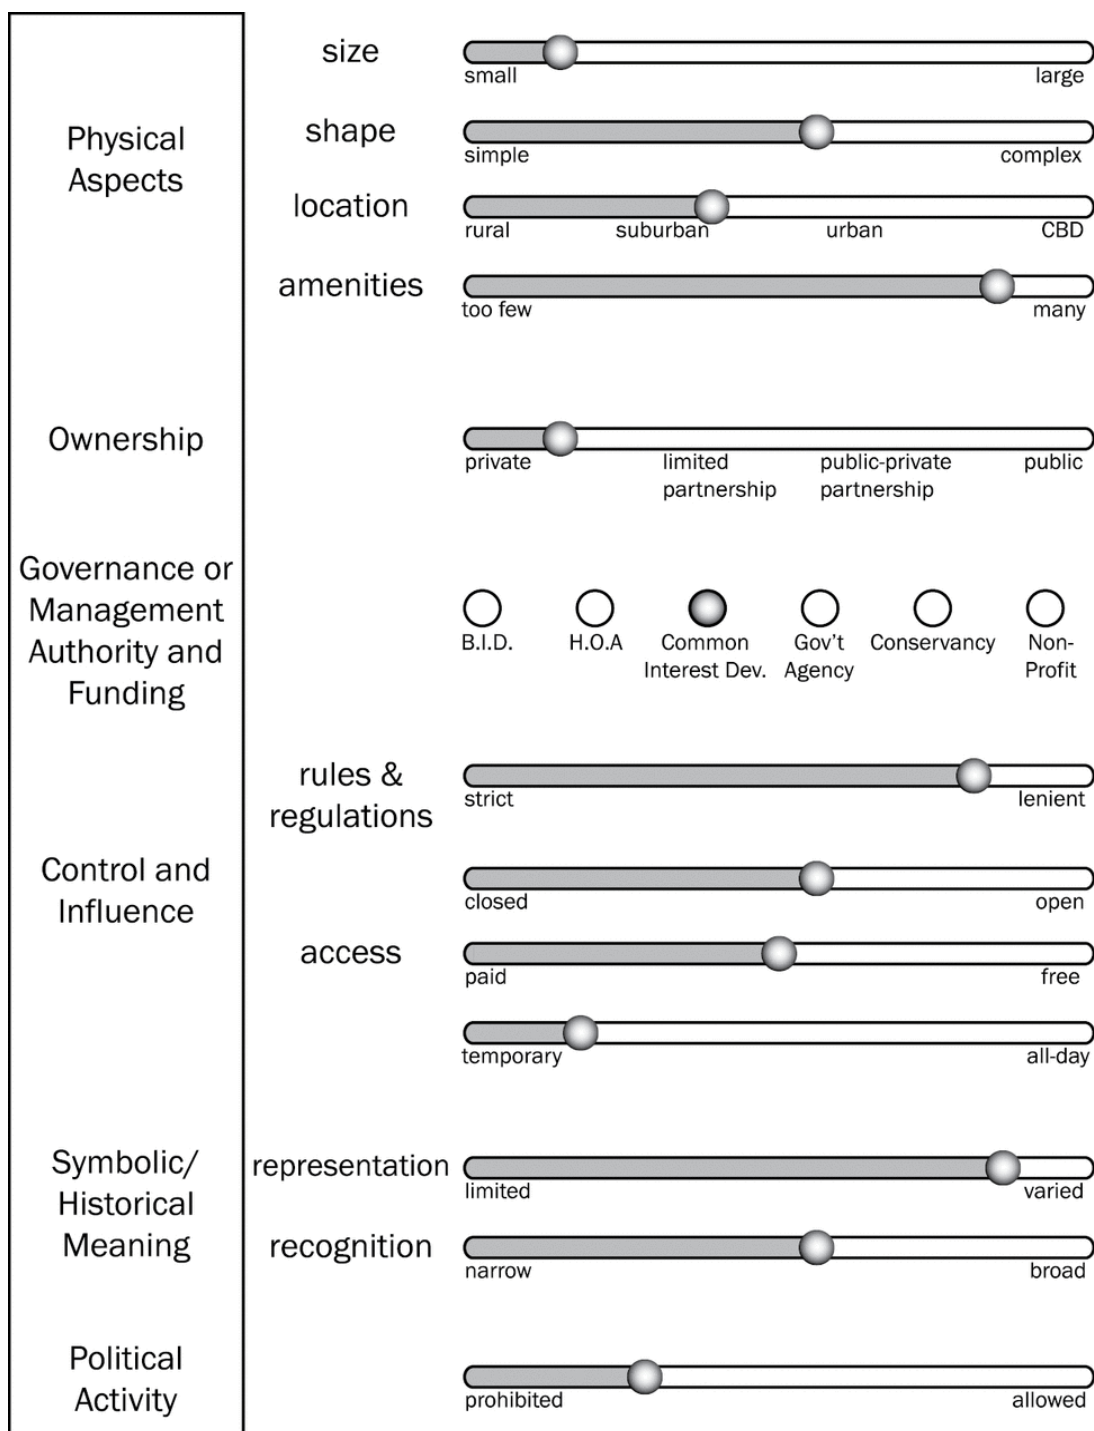 Physical
Aspects
size
small large
shape
simple complex
location
rural suburban urban CBD
amenities
too few many
Ownership
private limited public-private public
partnership partnership
Governance or
Management
Authority and
Funding
B.I.D. H.O.A Common Gov't Conservancy Non-
Interest Dev. Agency Profit
Control and
Influence
rules &
regulations
strict lenient
closed open
access
paid free
temporary all-day
Symbolic/
Historical
Meaning
representation
limited varied
recognition
narrow broad
Political
Activity
prohibited allowed